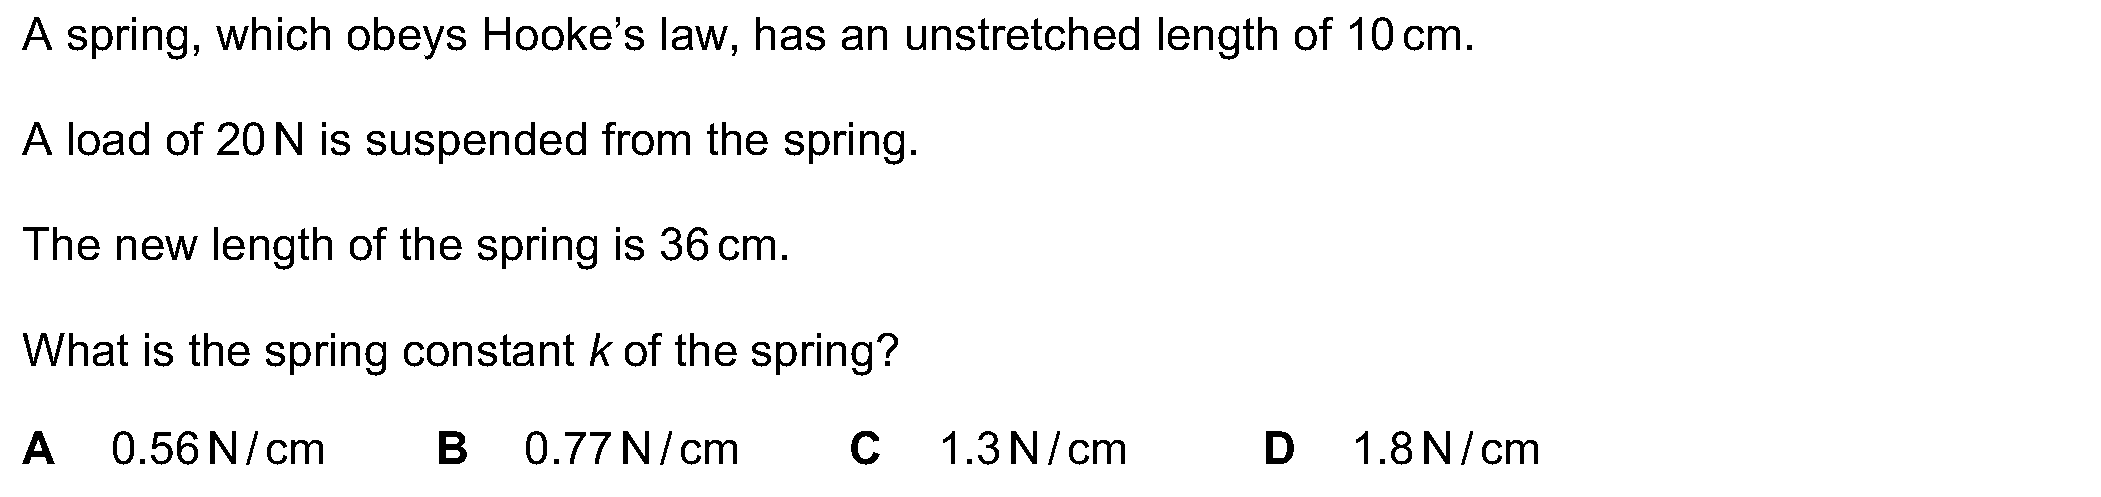 A spring, which obeys Hooke’s law, has an unstretched length of 10 cm.
A load of 20 N is suspended from the spring.
The new length of the spring is 36 cm.
What is the spring constant k of the spring?
A 0.56 N / cm B 0.77 N / cm C 1.3 N / cm D 1.8 N / cm